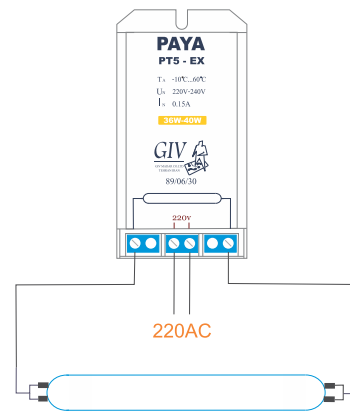 PAYA
PT5 - EX
TA -10°C...60°C
UN 220V-240V
IN 0.15A
36W-40W
GIV
89/06/30
220V
220AC